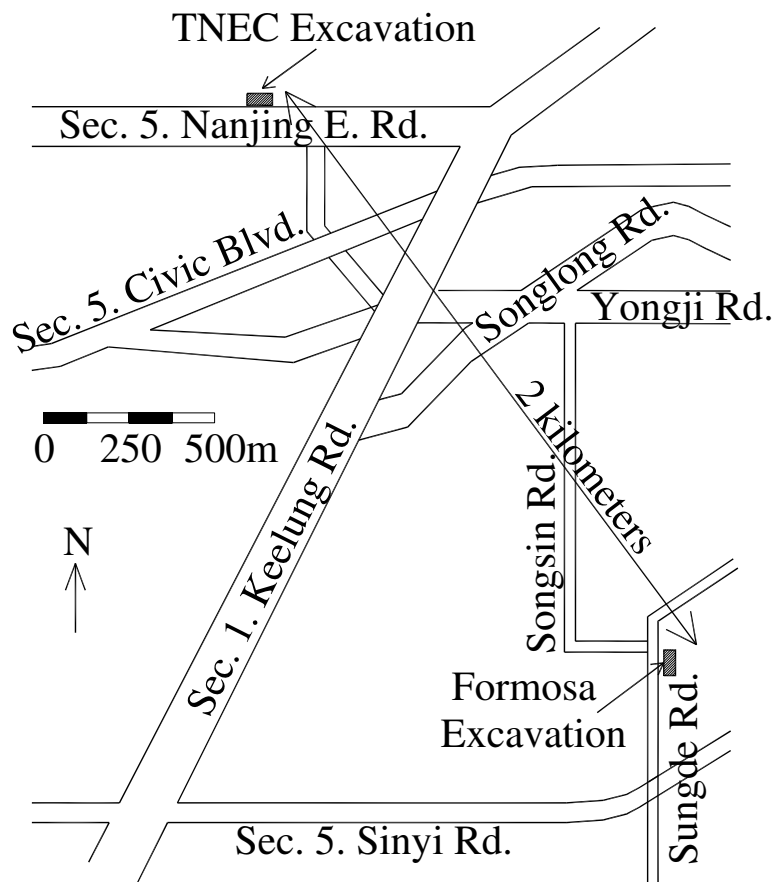 TNEC Excavation
Sec. 5. Nanjing E. Rd.
Sec. 5. Civic Blvd.
Songlong Rd.
Yongji Rd.
0 250 500m
2 kilometers
N
Sec. 1. Keelung Rd.
Songsin Rd.
Formosa
Excavation
Sungde Rd.
Sec. 5. Sinyi Rd.